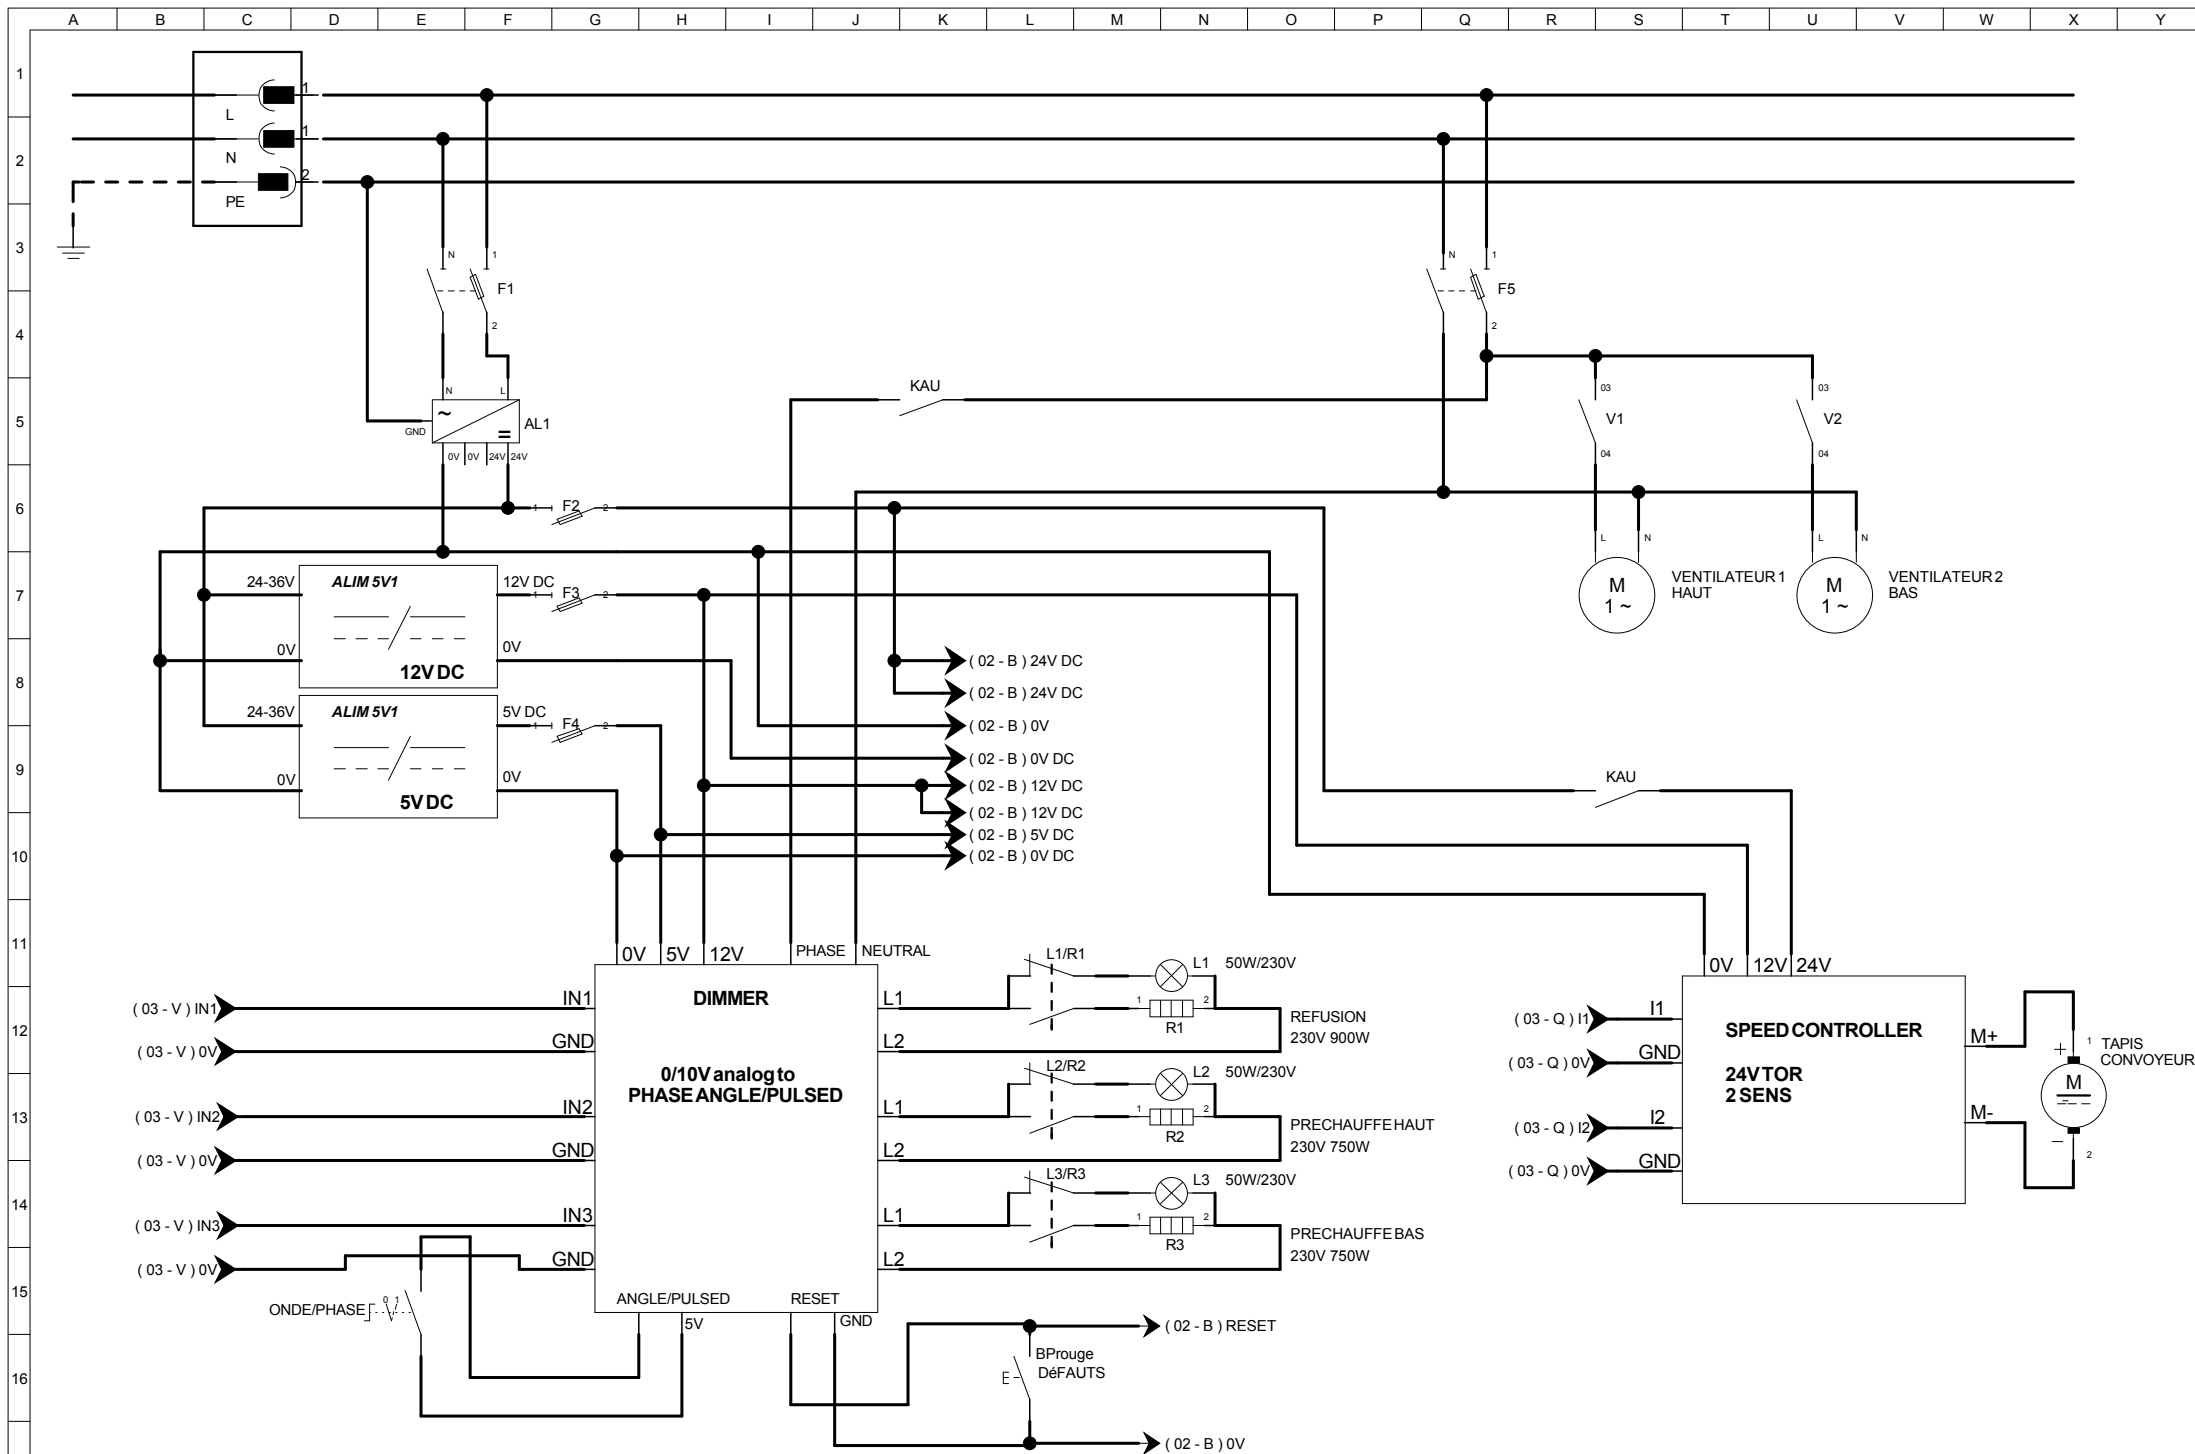 A B C D E F G H I J K L M N O P Q R S T U V W X Y
1
2
3
4
5
6
7
8
9
10
11
12
13
14
15
16
1
L
1
N
2
PE
N 1
F1
2
N 1
F5
2
N L
GND
AL1
0V 0V 24V 24V
KAU
03
V1
04
03
V2
04
1 F2 2
L N
M
1 ~
VENTILATEUR 1
HAUT
L N
M
1 ~
VENTILATEUR 2
BAS
24-36V
ALIM 5V1
12V DC
1 F3 2
0V
0V
12V DC
24-36V
ALIM 5V1
5V DC
1 F4 2
0V
0V
5V DC
( 02 - B ) 24V DC
( 02 - B ) 24V DC
( 02 - B ) 0V
( 02 - B ) 0V DC
( 02 - B ) 12V DC
( 02 - B ) 12V DC
( 02 - B ) 5V DC
( 02 - B ) 0V DC
KAU
0V 5V 12V PHASE NEUTRAL
DIMMER
0/10V analog to
PHASE ANGLE/PULSED
( 03 - V ) IN1 IN1
( 03 - V ) 0V GND
( 03 - V ) IN2 IN2
( 03 - V ) 0V GND
( 03 - V ) IN3 IN3
( 03 - V ) 0V GND
ONDE/PHASE 0 1
ANGLE/PULSED RESET
5V GND
L1
L2
L1
L2
L1
L2
L1/R1 L1 50W/230V
1 2
R1
REFUSION
230V 900W
L2/R2 L2 50W/230V
1 2
R2
PRECHAUFFE HAUT
230V 750W
L3/R3 L3 50W/230V
1 2
R3
PRECHAUFFE BAS
230V 750W
( 02 - B ) RESET
BProuge
DéFAUTS
E
( 02 - B ) 0V
0V 12V 24V
SPEED CONTROLLER
24V TOR
2 SENS
( 03 - Q ) I1 I1
( 03 - Q ) 0V GND
( 03 - Q ) I2 I2
( 03 - Q ) 0V GND
M+
M-
+ 1
M
− 2
TAPIS
CONVOYEUR